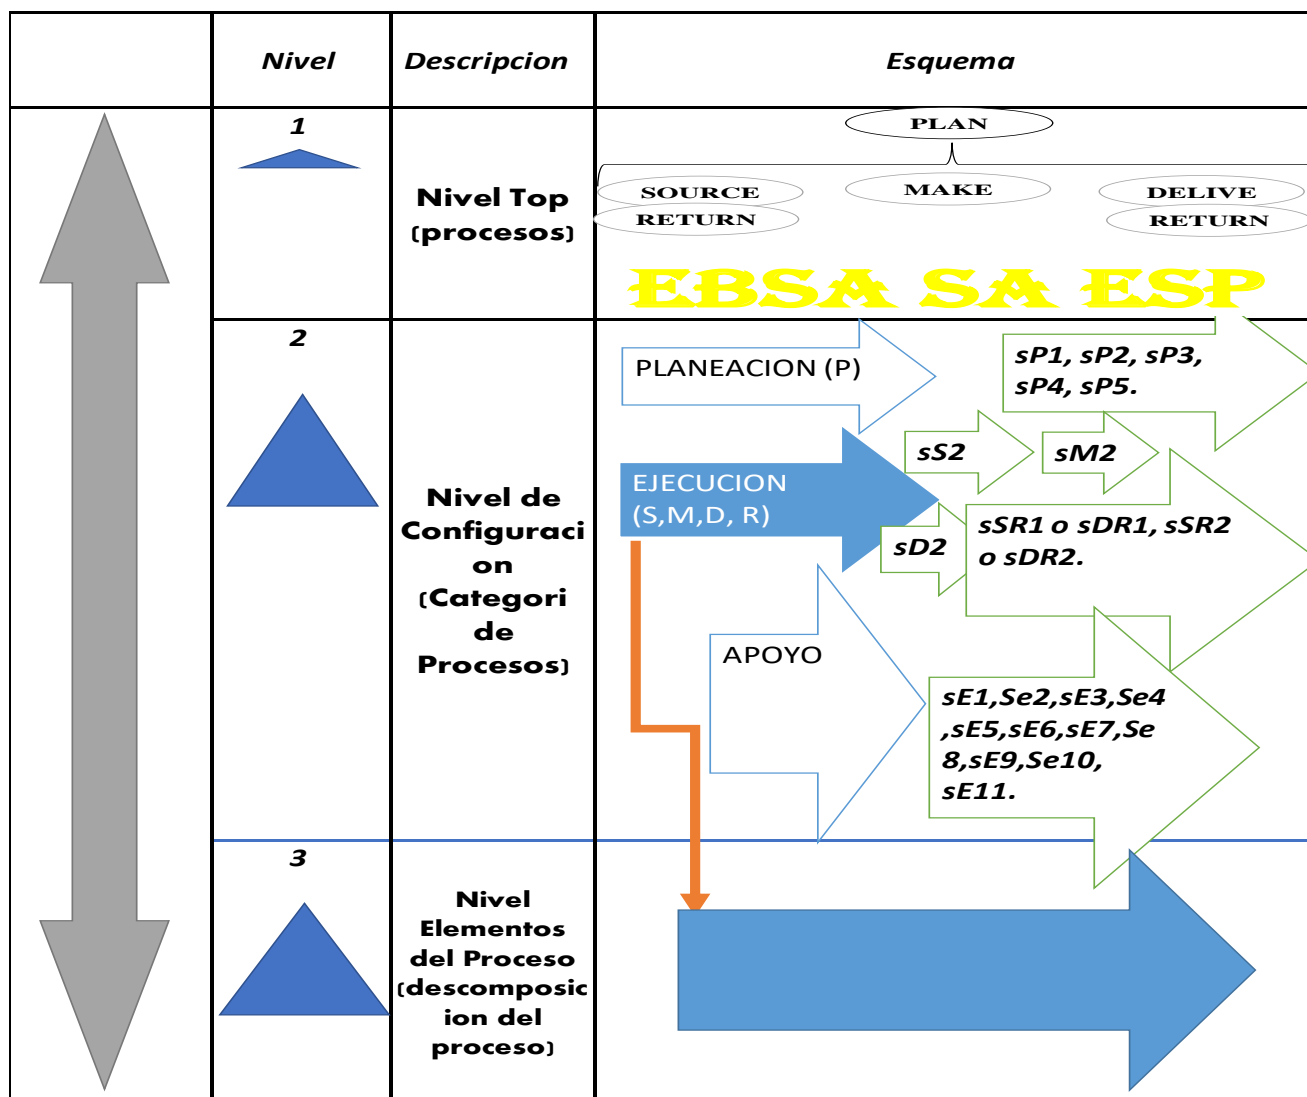 Nivel
Descripcion
Esquema
1
Nivel Top
(procesos)
PLAN
SOURCE
MAKE
DELIVE
RETURN
RETURN
EBSA SA ESP
2
Nivel de
Configuraci
on
(Categori
de
Procesos)
PLANEACION (P)
sP1, sP2, sP3,
sP4, sP5.
EJECUCION
(S,M,D, R)
sS2
sM2
sD2
sSR1 o sDR1, sSR2
o sDR2.
APOYO
sE1,Se2,sE3,Se4
,sE5,sE6,sE7,Se
8,sE9,Se10,
sE11.
3
Nivel
Elementos
del Proceso
(descomposic
ion del
proceso)